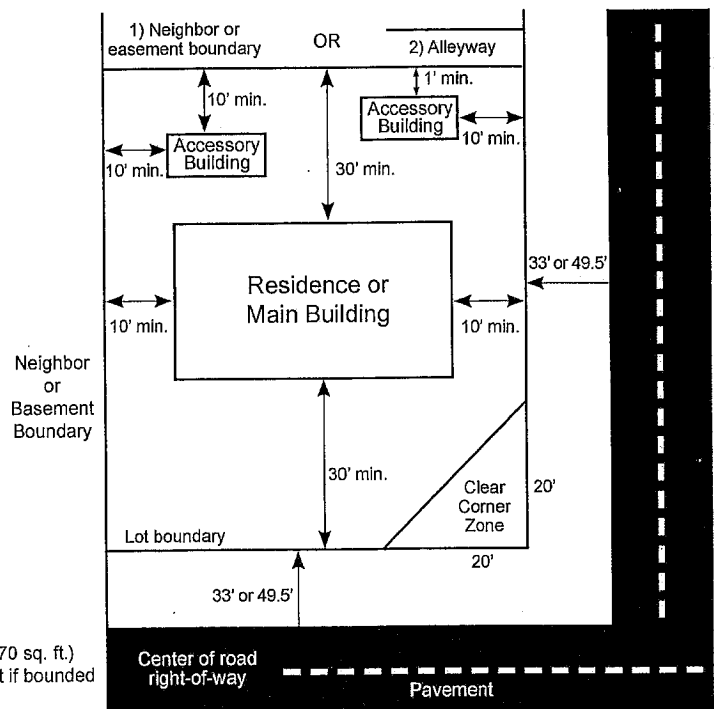 1) Neighbor or
easement boundary
OR
2) Alleyway
1' min.
10' min.
Accessory
Building
10' min.
Accessory
Building
10' min.
30' min.
33' or 49.5'
Residence or
Main Building
10' min.
10' min.
Neighbor
or
Basement
Boundary
30' min.
Clear
Corner
Zone
20'
Lot boundary
20'
33' or 49.5'
70 sq. ft.)
t if bounded
Center of road
right-of-way
Pavement